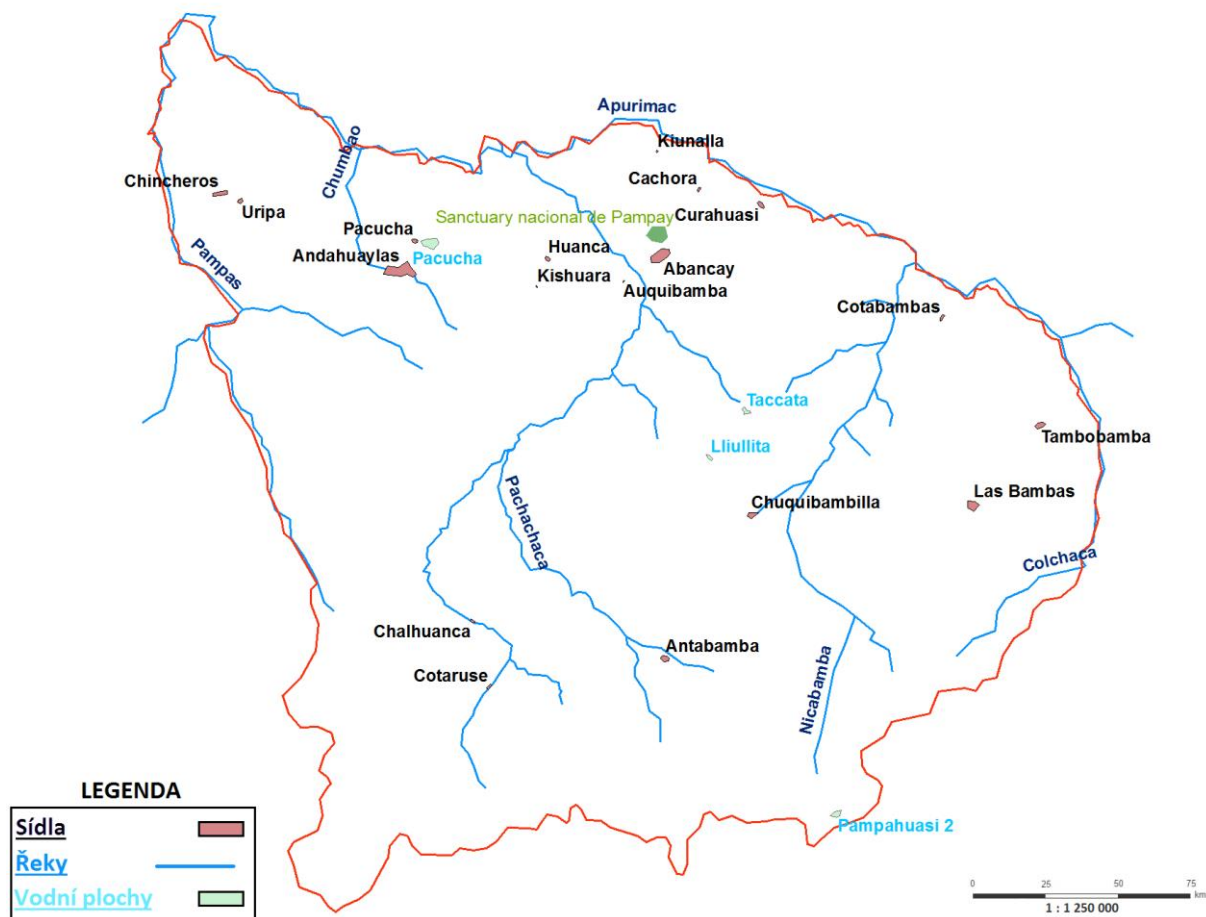 Apurimac
Chumbao
Kiunalla
Chincheros
Cachora
Uripa
Curahuasi
Sanctuary nacional de Pampay
Pacucha
Andahuaylas
Pacucha
Huanca
Abancay
Kishuara
Auquibamba
Pampas
Cotabambas
Taccata
Tambobamba
Lliullita
Pachachaca
Chuquibambilla
Las Bambas
Colchaca
Chalhuanca
Antabamba
Cotaruse
Nicabamba
Pampahuasi 2
LEGENDA
Sídla
Řeky
Vodní plochy
0 25 50 75
km
1 : 1 250 000